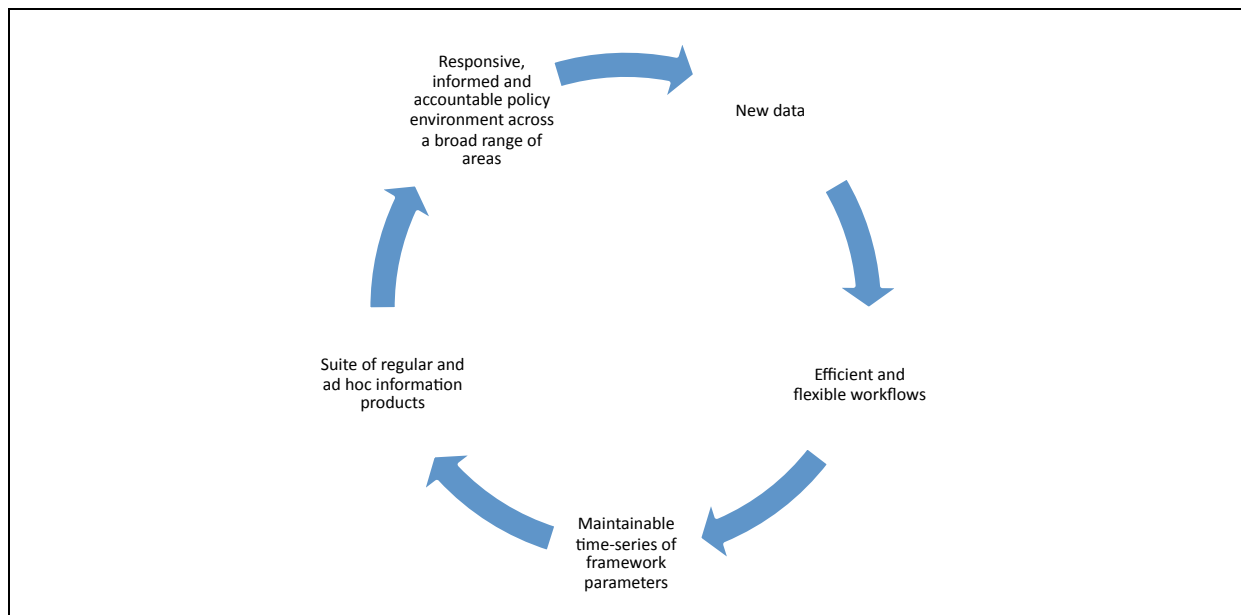 Responsive,
informed and
accountable policy
environment across
a broad range of
areas
New data
Efficient and
flexible workflows
Maintainable
time-series of
framework
parameters
Suite of regular and
ad hoc information
products